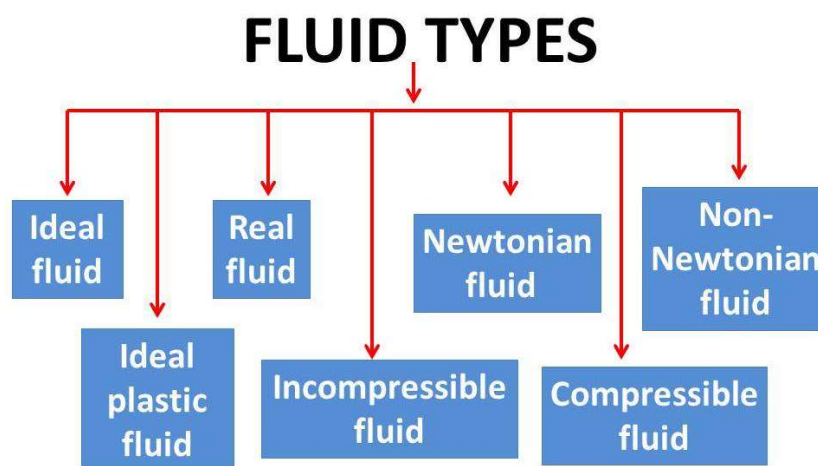 FLUID TYPES
Ideal
fluid
Real
fluid
Newtonian
fluid
Non-
Newtonian
fluid
Ideal
plastic
fluid
Incompressible
fluid
Compressible
fluid